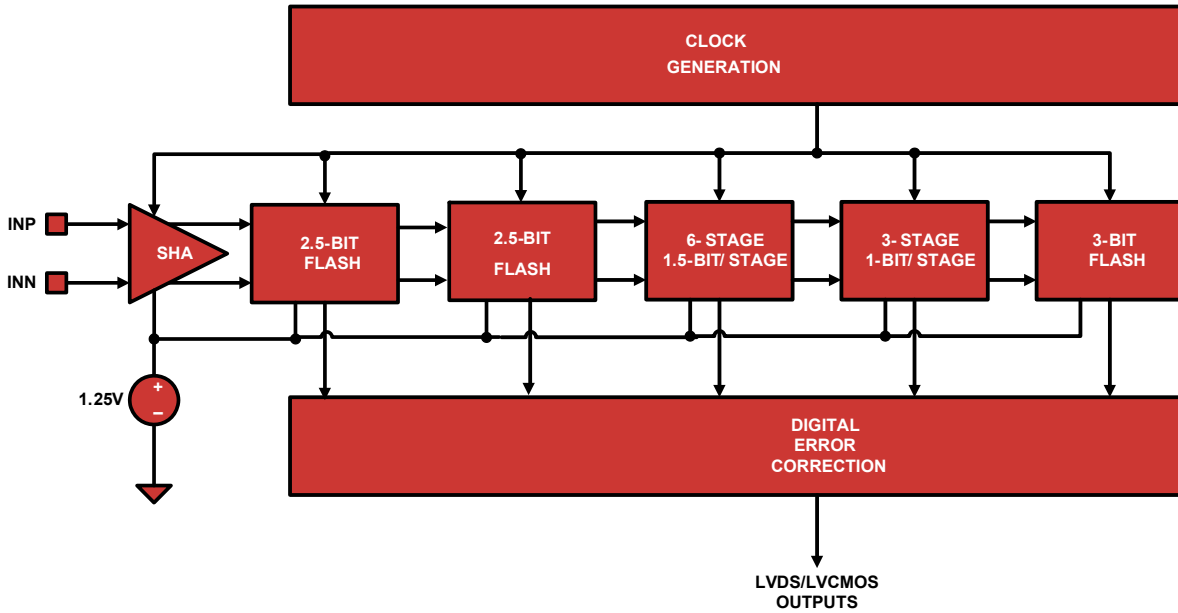 CLOCK
GENERATION
INP
INN
SHA
2.5-BIT
FLASH
2.5-BIT
FLASH
6- STAGE
1.5-BIT/ STAGE
3- STAGE
1-BIT/ STAGE
3-BIT
FLASH
1.25V
+
–
DIGITAL
ERROR
CORRECTION
LVDS/LVCMOS
OUTPUTS